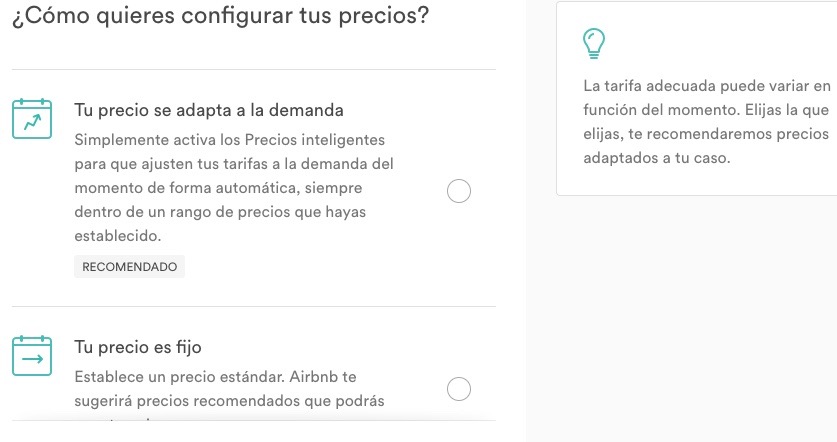 ¿Cómo quieres configurar tus precios?
Tu precio se adapta a la demanda
Simplemente activa los Precios inteligentes
para que ajusten tus tarifas a la demanda del
momento de forma automática, siempre
dentro de un rango de precios que hayas
establecido.
RECOMENDADO
Tu precio es fijo
Establece un precio estándar. Airbnb te
sugerirá precios recomendados que podrás
La tarifa adecuada puede variar en
función del momento. Elijas la que
elijas, te recomendaremos precios
adaptados a tu caso.